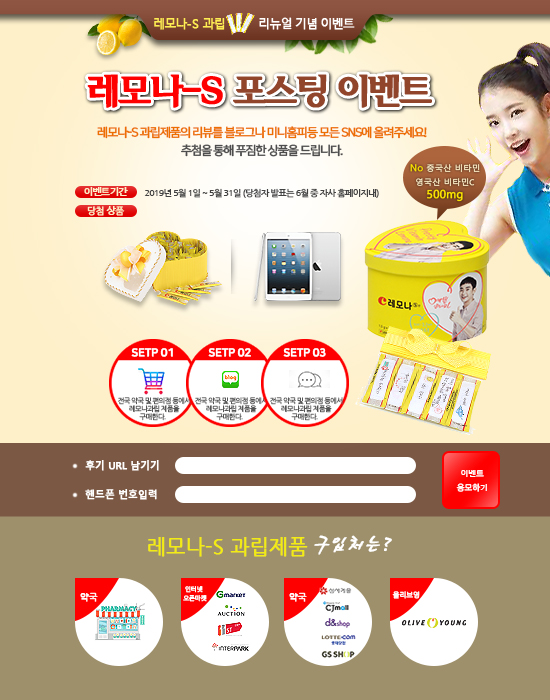 레모나-S 과립 리뉴얼 기념 이벤트
레모나-S 포스팅 이벤트
레모나-S 과립제품의 리뷰를 블로그나 미니홈피등 모든 SNS에 올려주세요!
추첨을 통해 푸짐한 상품을 드립니다.
이벤트기간 2019년 5월 1일 ~ 5월 31일 (당첨자 발표는 6월 중 자사 홈페이지내)
당첨 상품
No 중국산 비타민
영국산 비타민C
500mg
레모나
SETP 01
전국 약국 및 편의점 등에서
레모나과립 제품을
구매한다.
SETP 02
blog
전국 약국 및 편의점 등에서
레모나과립 제품을
구매한다.
SETP 03
전국 약국 및 편의점 등에서
레모나과립 제품을
구매한다.
후기 URL 남기기
핸드폰 번호입력
이벤트
응모하기
레모나-S 과립제품 구입처는?
약국
PHARMACY
인터넷
오픈마켓
Gmarket
AUCTION
11ST
INTERPARK
약국
CJmall
d&shop
LOTTE.COM
롯데닷컴
GS SHOP
올리브영
OLIVE YOUNG